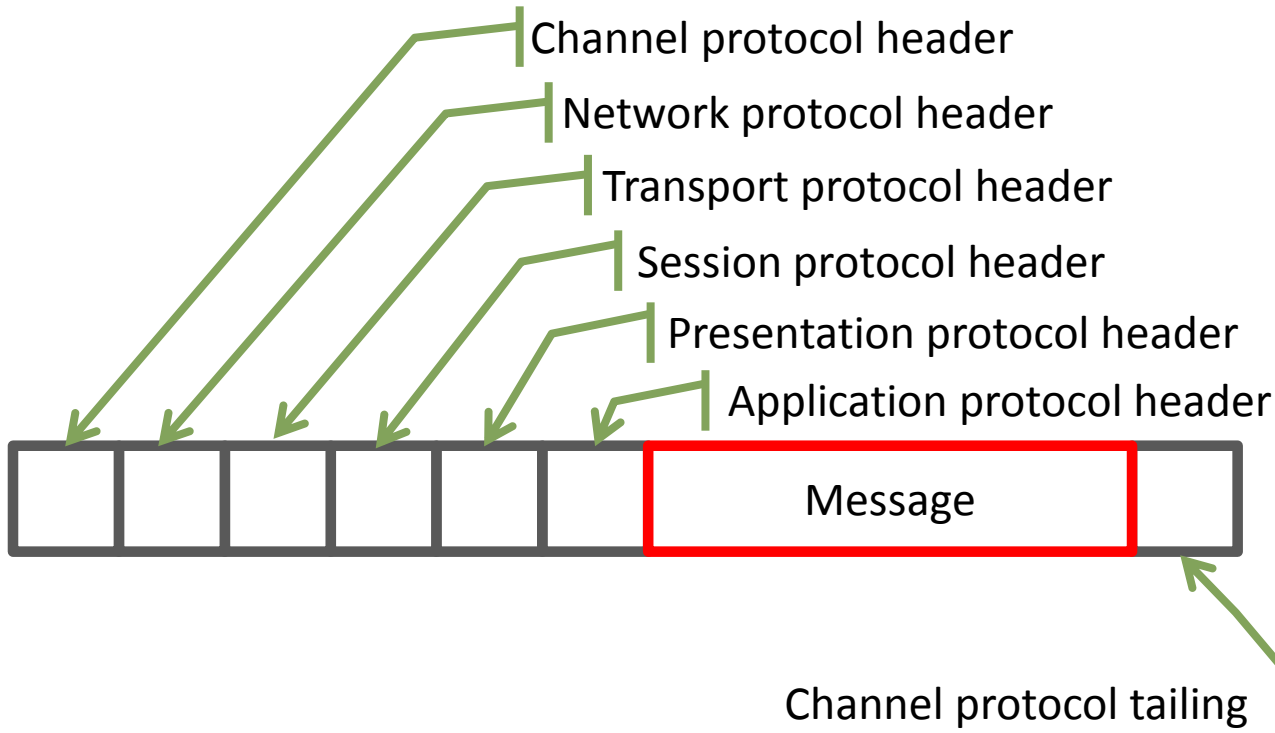 Channel protocol header
Network protocol header
Transport protocol header
Session protocol header
Presentation protocol header
Application protocol header
Message
Channel protocol tailing